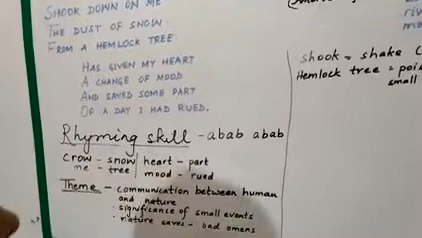 SHOOK DOWN ON ME
THE DUST OF SNOW
FROM A HEMLOCK TREE
HAS GIVEN MY HEART
A CHANGE OF MOOD
AND SAVED SOME PART
OF A DAY I HAD RUED.
Rhyming skill - abab abab
crow - snow heart - part
me - tree mood - rued
Theme - communication between human
and nature
· significance of small events
· nature saves - bad omens
shook = shake
Hemlock tree =
small